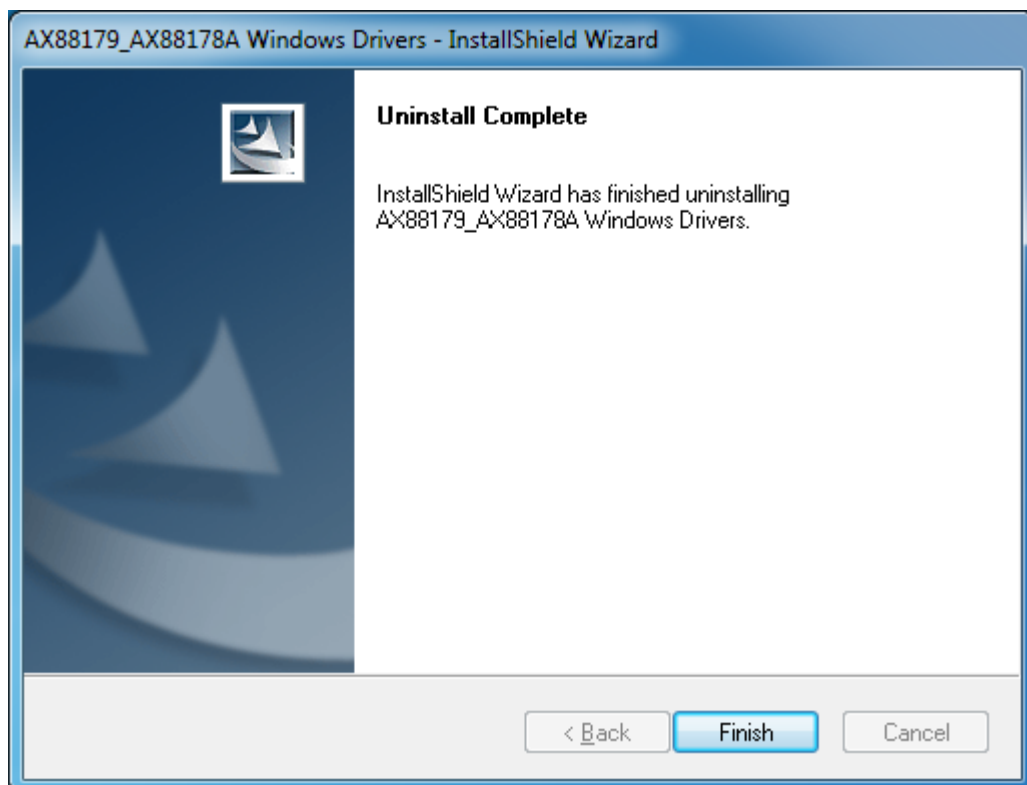 AX88179_AX88178A Windows Drivers - InstallShield Wizard
Uninstall Complete
InstallShield Wizard has finished uninstalling
AX88179_AX88178A Windows Drivers.
< Back Finish Cancel